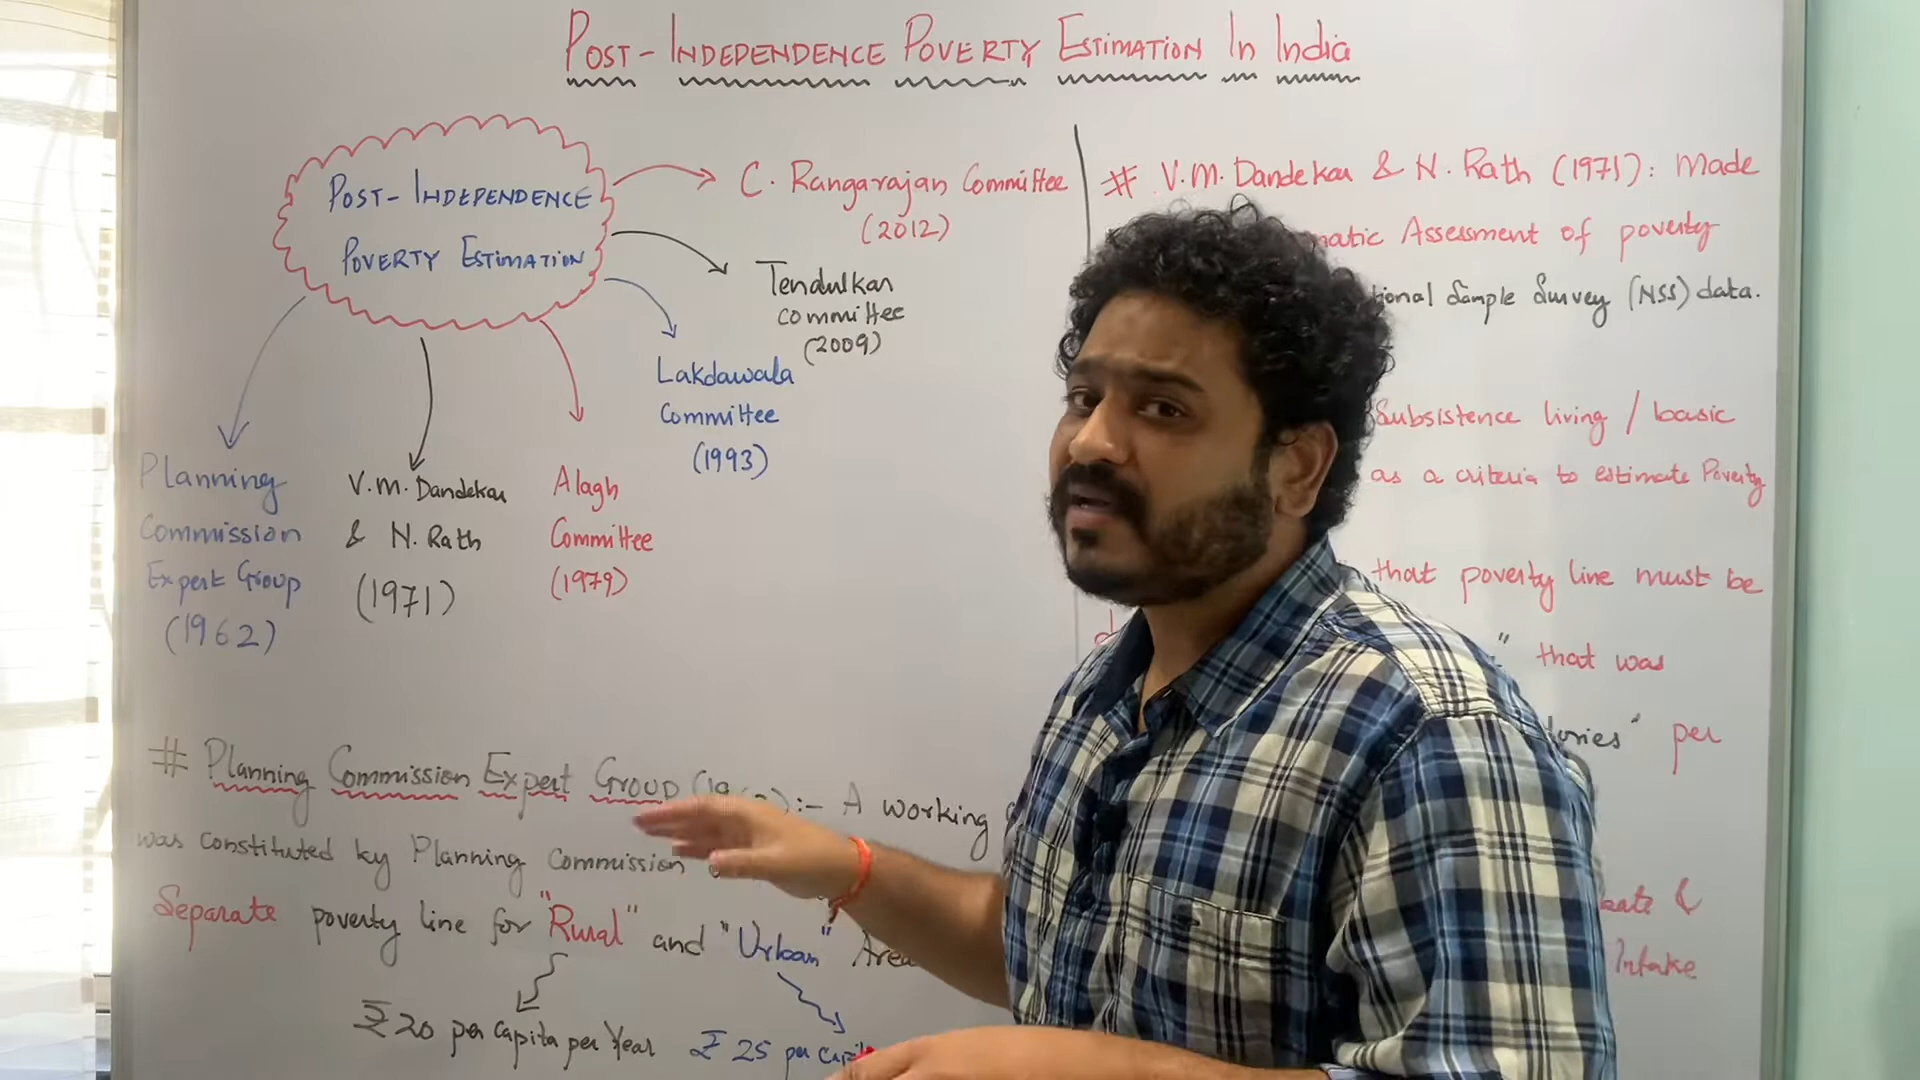 POST-INDEPENDENCE POVERTY ESTIMATION In India
POST-INDEPENDENCE
POVERTY ESTIMATION
C. Rangarajan Committee
(2012)
Tendulkar
committee
(2009)
Lakdawala
Committee
(1993)
Alagh
Committee
(1979)
V.M. Dandekar
& N. Rath
(1971)
Planning
Commission
Expert Group
(1962)
# Planning Commission Expert Group :- A working
was constituted by Planning Commission
Separate poverty line for "Rural" and "Urban"
₹20 per capita per Year
₹ 25 per
# V.M. Dandekar & N. Rath (1971): Made
Assessment of poverty
Sample Survey (NSS) data.
Subsistence living / basic
as a criteria to estimate Poverty
that poverty line must be
" that was
" per
&
Intake